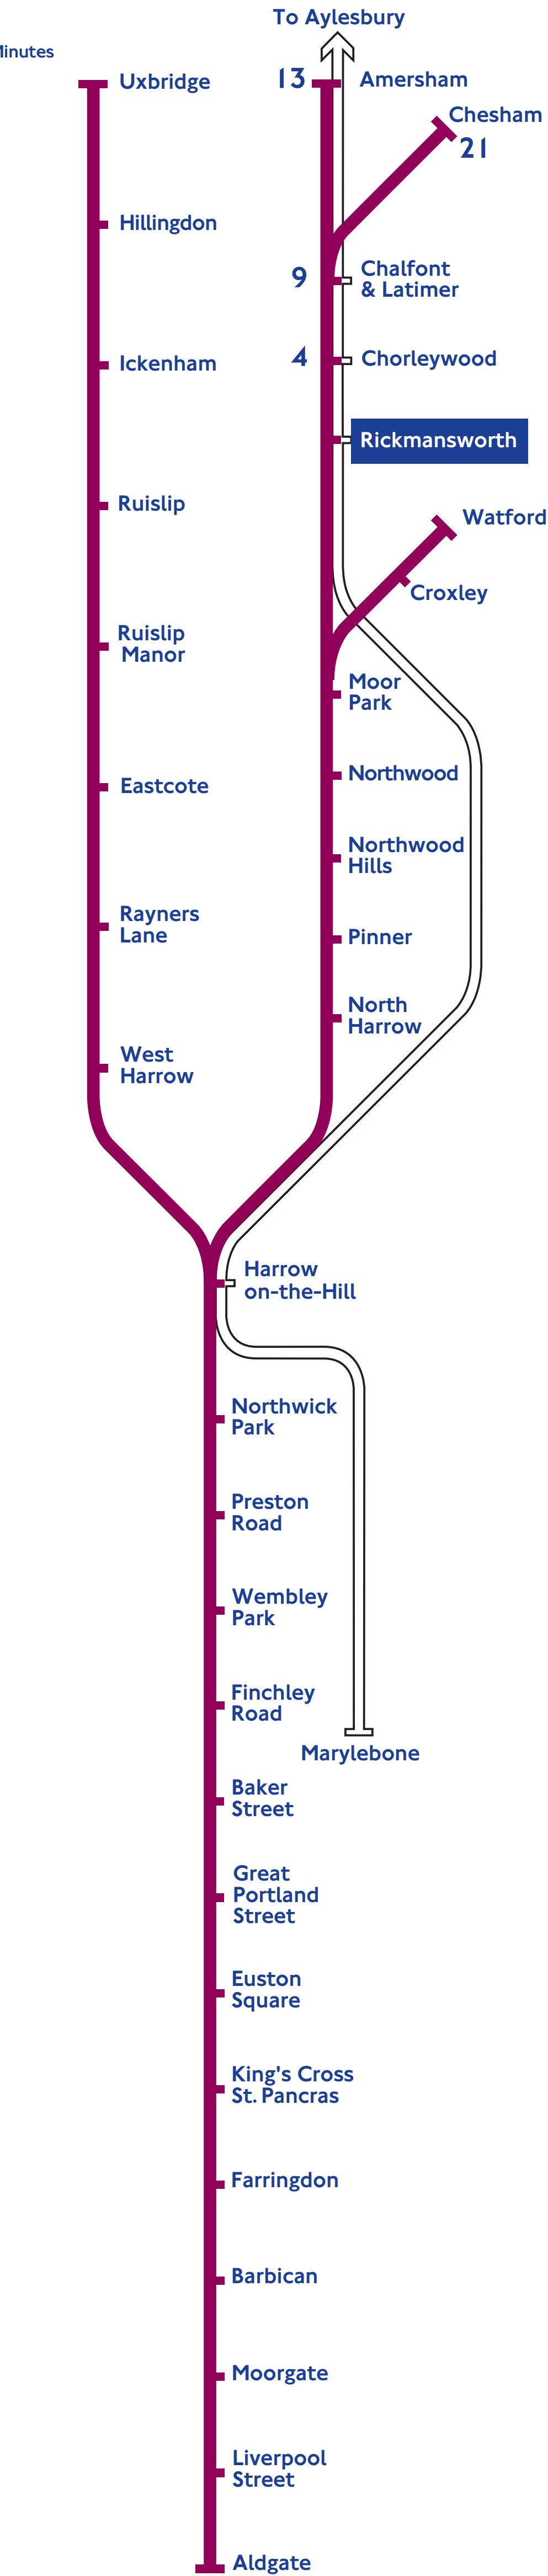 To Aylesbury
Minutes
Uxbridge
13
Amersham
Chesham
21
Hillingdon
9
Chalfont
& Latimer
Ickenham
4
Chorleywood
Rickmansworth
Ruislip
Watford
Croxley
Ruislip
Manor
Moor
Park
Northwood
Eastcote
Northwood
Hills
Rayners
Lane
Pinner
North
Harrow
West
Harrow
Harrow
on-the-Hill
Northwick
Park
Preston
Road
Wembley
Park
Finchley
Road
Marylebone
Baker
Street
Great
Portland
Street
Euston
Square
King's Cross
St. Pancras
Farringdon
Barbican
Moorgate
Liverpool
Street
Aldgate